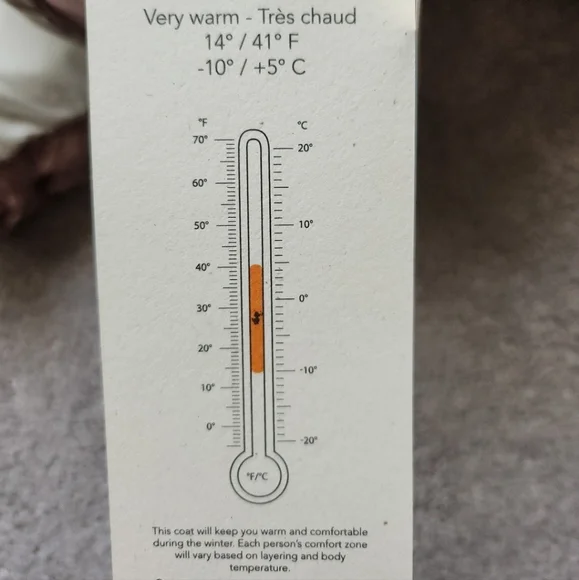 Very warm - Très chaud
14° / 41° F
-10° / +5° C
°F °C
70° 20°
60°
50° 10°
40°
30° 0°
20°
-10°
10°
0°
-20°
°F/°C
This coat will keep you warm and comfortable
during the winter. Each person's comfort zone
will vary based on layering and body
temperature.